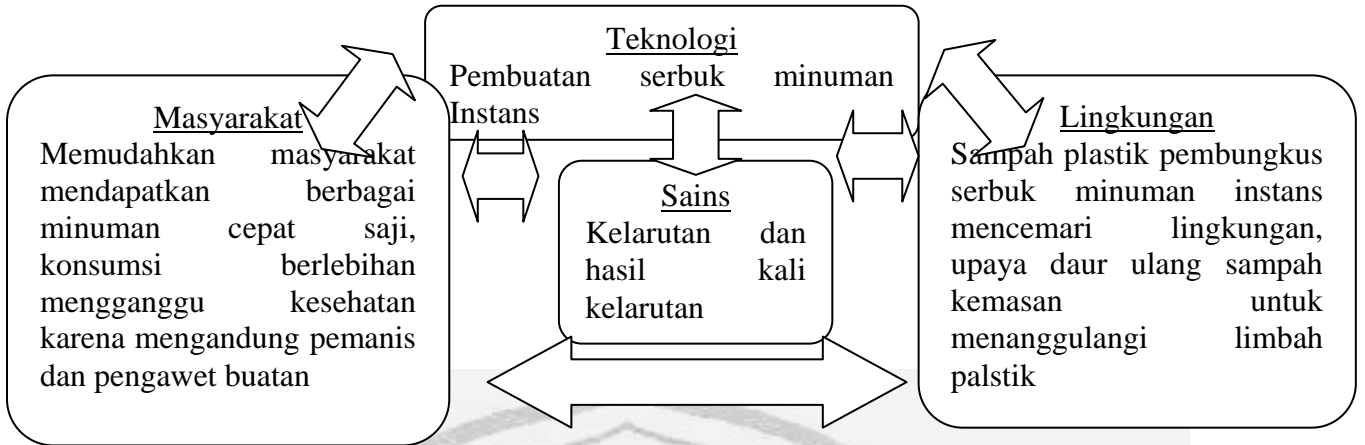 Teknologi
Pembuatan serbuk minuman
Instans
Masyarakat
Memudahkan masyarakat
mendapatkan berbagai
minuman cepat saji,
konsumsi berlebihan
mengganggu kesehatan
karena mengandung pemanis
dan pengawet buatan
Sains
Kelarutan dan
hasil kali
kelarutan
Lingkungan
Sampah plastik pembungkus
serbuk minuman instans
mencemari lingkungan,
upaya daur ulang sampah
kemasan untuk
menanggulangi limbah
palstik